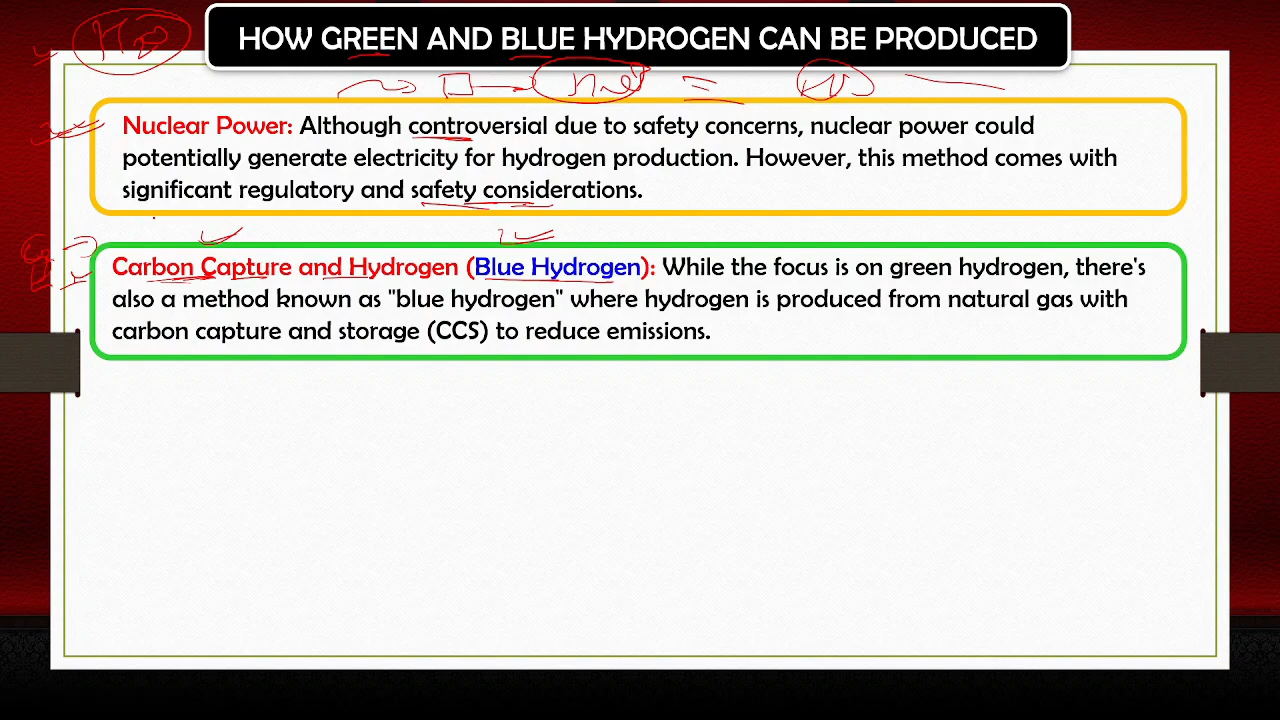 HOW GREEN AND BLUE HYDROGEN CAN BE PRODUCED
Nuclear Power: Although controversial due to safety concerns, nuclear power could
potentially generate electricity for hydrogen production. However, this method comes with
significant regulatory and safety considerations.
Carbon Capture and Hydrogen (Blue Hydrogen): While the focus is on green hydrogen, there's
also a method known as "blue hydrogen" where hydrogen is produced from natural gas with
carbon capture and storage (CCS) to reduce emissions.